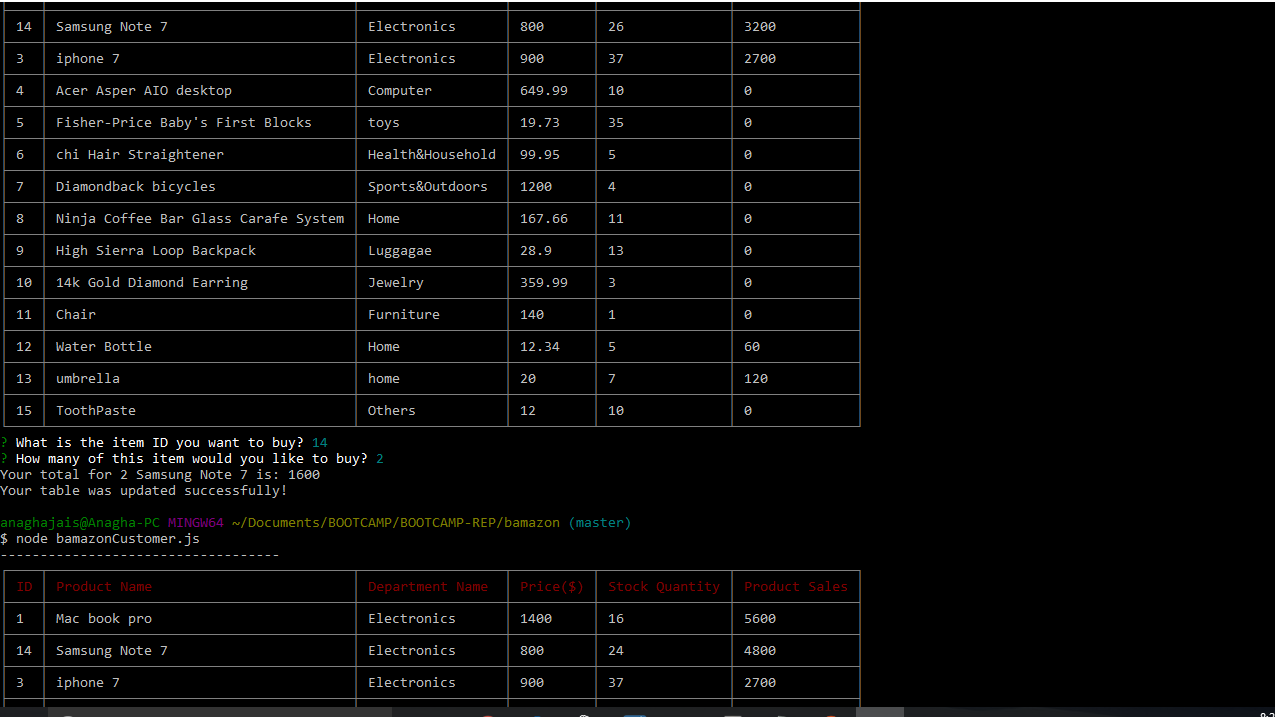 14 Samsung Note 7 Electronics 800 26 3200
3 iphone 7 Electronics 900 37 2700
4 Acer Asper AIO desktop Computer 649.99 10 0
5 Fisher-Price Baby's First Blocks toys 19.73 35 0
6 chi Hair Straightener Health&Household 99.95 5 0
7 Diamondback bicycles Sports&Outdoors 1200 4 0
8 Ninja Coffee Bar Glass Carafe System Home 167.66 11 0
9 High Sierra Loop Backpack Luggagae 28.9 13 0
10 14k Gold Diamond Earring Jewelry 359.99 3 0
11 Chair Furniture 140 1 0
12 Water Bottle Home 12.34 5 60
13 umbrella home 20 7 120
15 ToothPaste Others 12 10 0
? What is the item ID you want to buy? 14
? How many of this item would you like to buy? 2
Your total for 2 Samsung Note 7 is: 1600
Your table was updated successfully!
anaghajais@Anagha-PC MINGW64 ~/Documents/BOOTCAMP/BOOTCAMP-REP/bamazon (master)
$ node bamazonCustomer.js
-----------------------------------
ID Product Name Department Name Price($) Stock Quantity Product Sales
1 Mac book pro Electronics 1400 16 5600
14 Samsung Note 7 Electronics 800 24 4800
3 iphone 7 Electronics 900 37 2700